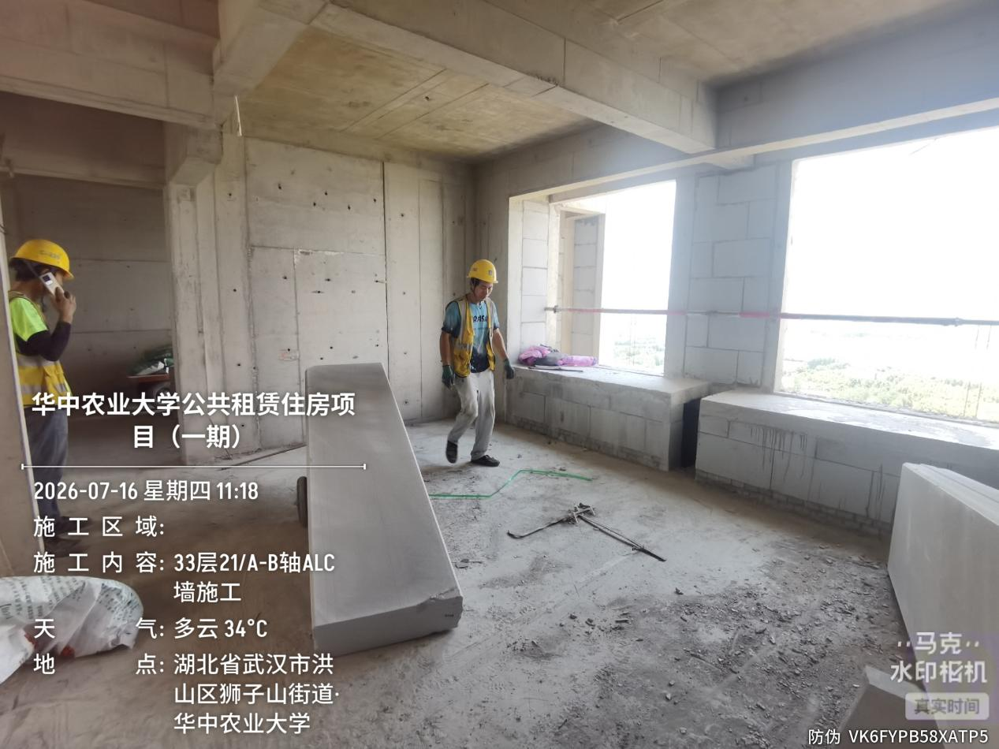 华中农业大学公共租赁住房项
目（一期）
2026-07-16 星期四 11:18
施工区域:
施工内容: 33层21/A-B轴ALC
墙施工
天气: 多云 34°C
地点: 湖北省武汉市洪
山区狮子山街道·
华中农业大学
马克
水印相机
真实时间
防伪 VK6FYPB58XATP5